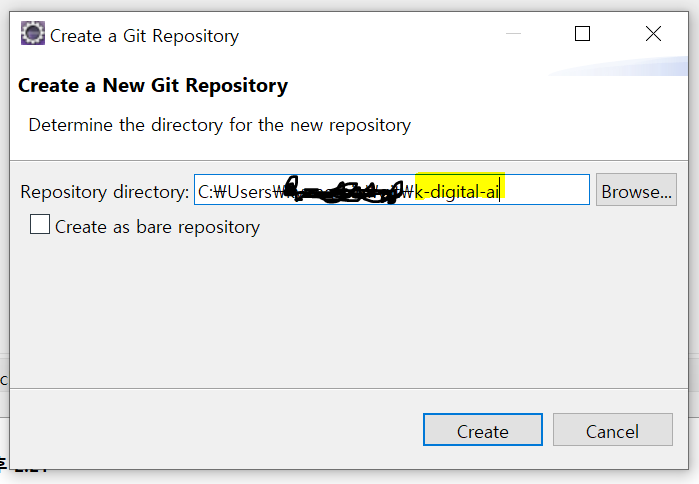 Create a Git Repository
Create a New Git Repository
Determine the directory for the new repository
Repository directory: C:₩Users₩ ₩k-digital-ai Browse...
Create as bare repository
Create Cancel